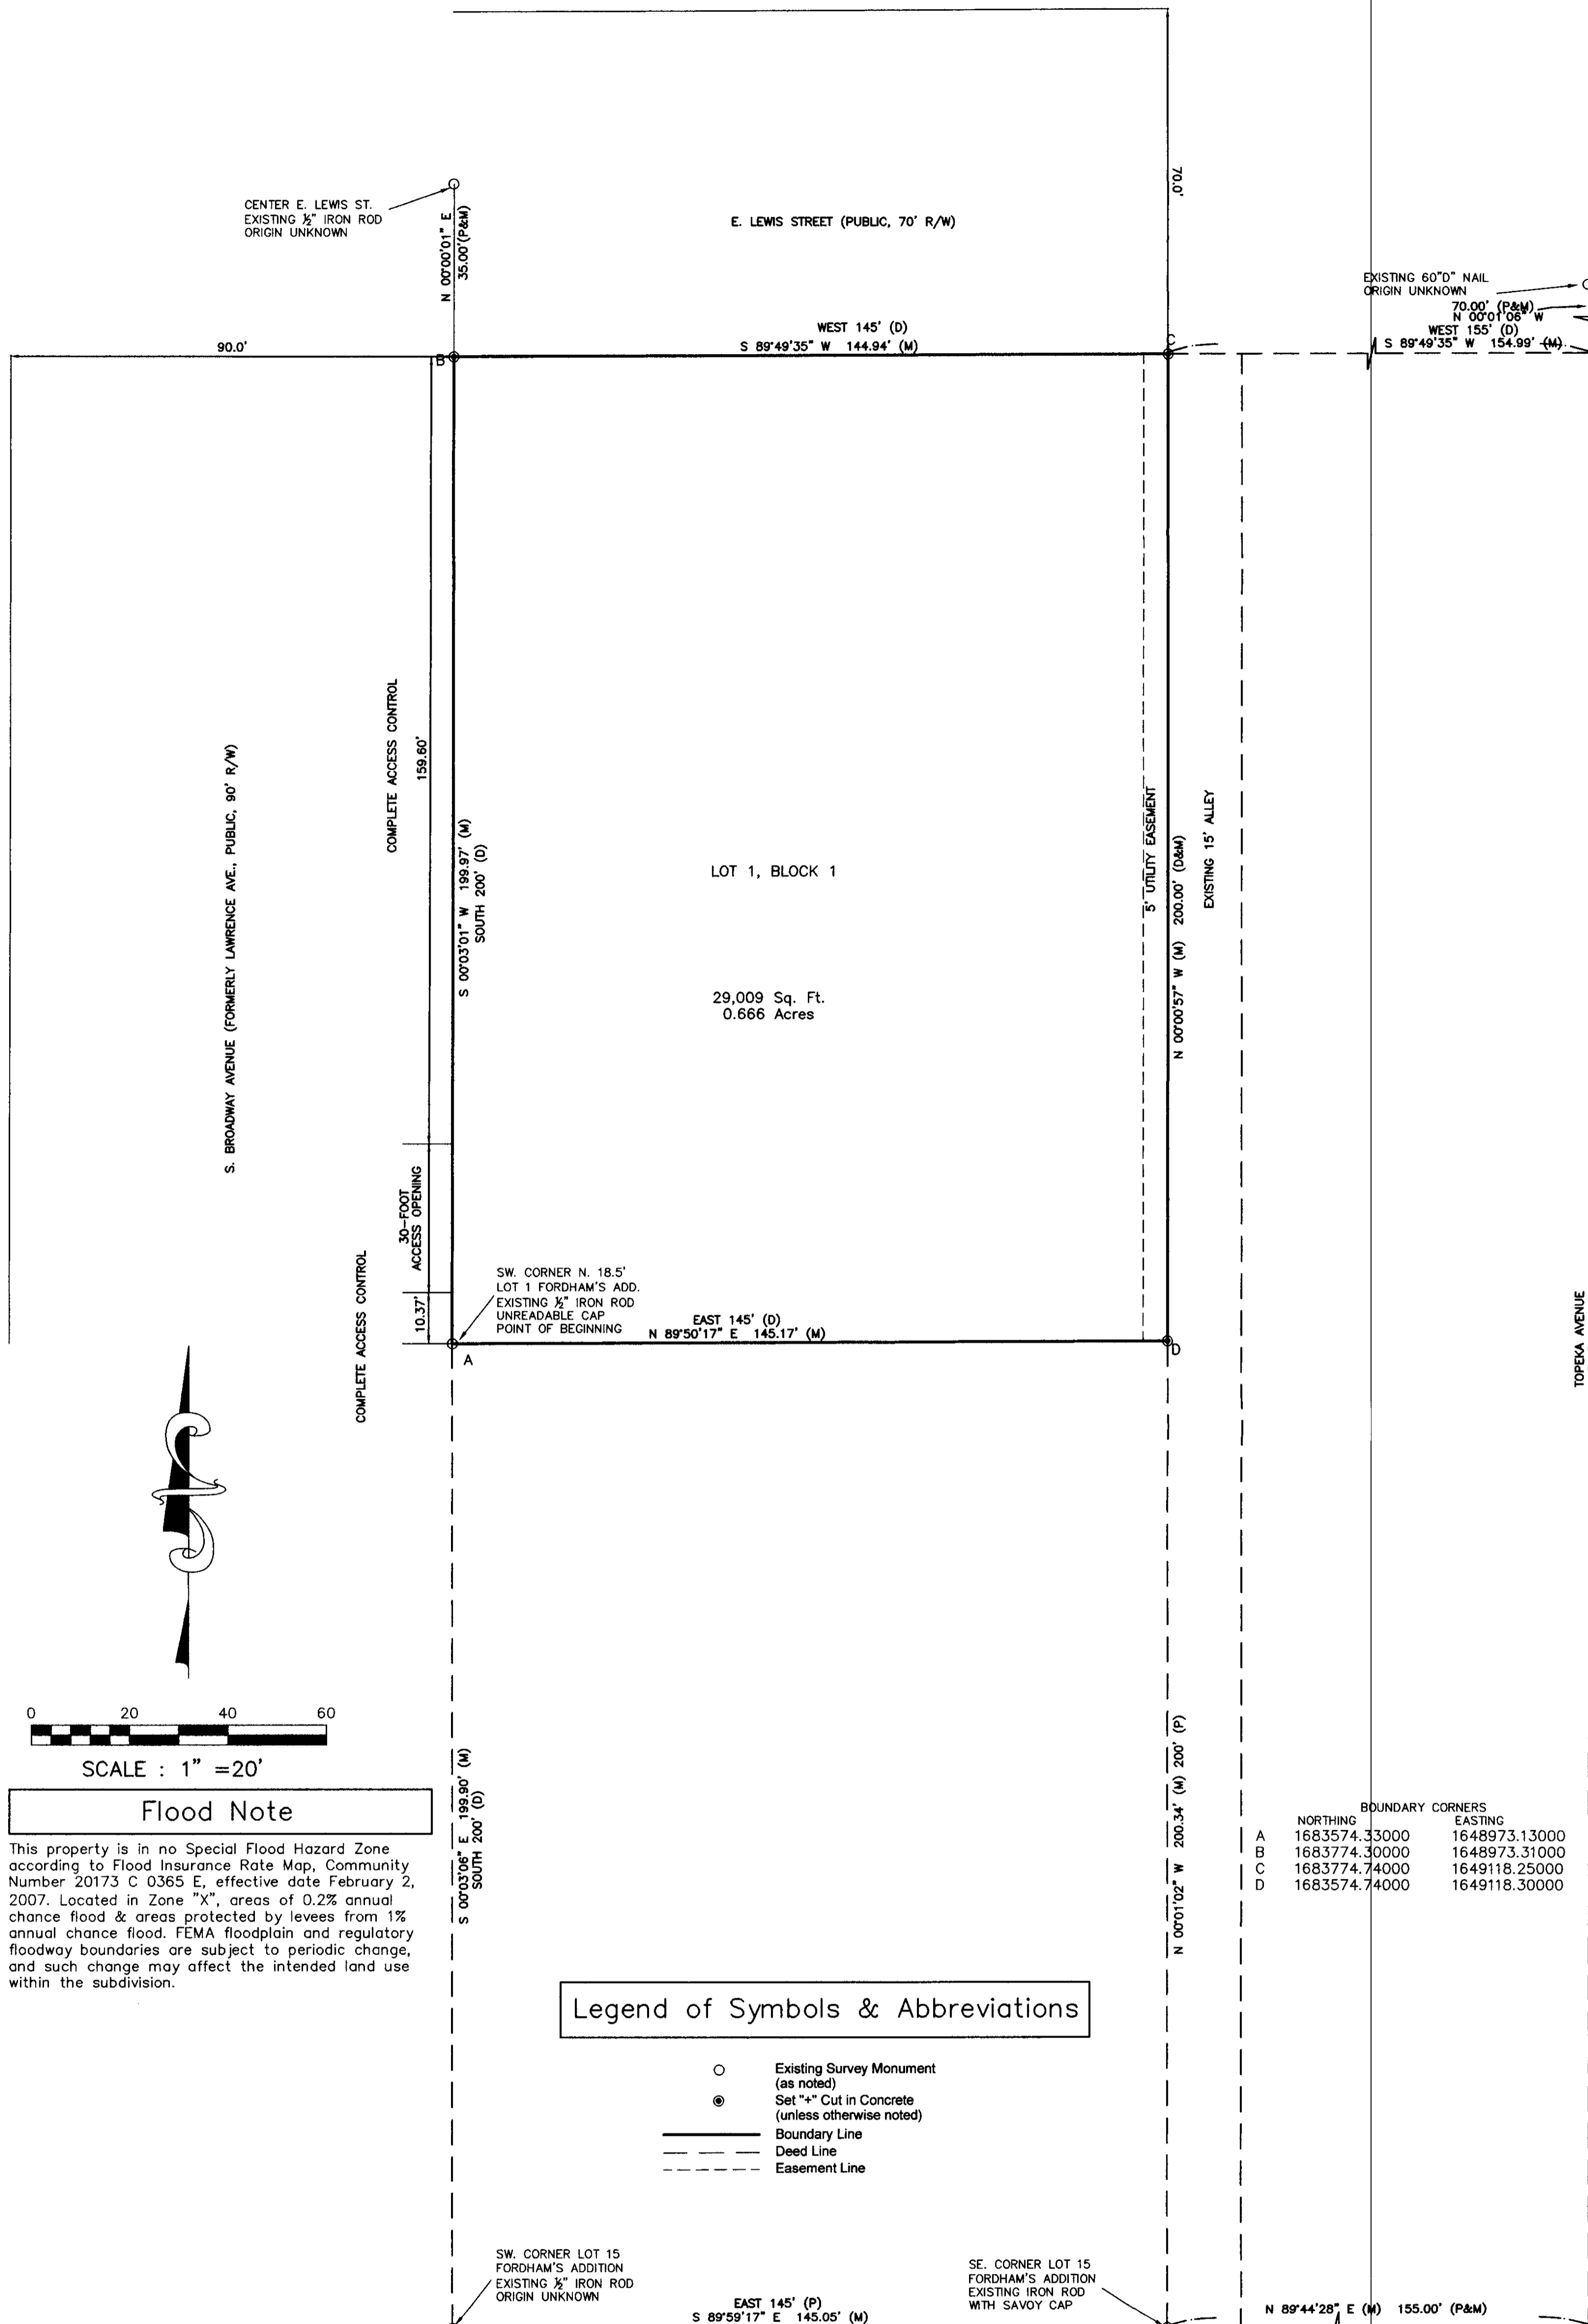 70.0'
CENTER E. LEWIS ST.
EXISTING ½" IRON ROD
ORIGIN UNKNOWN
N 00°00'01" E
35.00'(P&M)
E. LEWIS STREET (PUBLIC, 70' R/W)
EXISTING 60"D" NAIL
ORIGIN UNKNOWN
70.00' (P&M)
N 00°01'06" W
WEST 155' (D)
S 89°49'35" W 154.99' (M)
90.0'
WEST 145' (D)
S 89°49'35" W 144.94' (M)
B
C
COMPLETE ACCESS CONTROL
159.60'
S. BROADWAY AVENUE (FORMERLY LAWRENCE AVE., PUBLIC, 90' R/W)
S 00°03'01" W 199.97' (M)
SOUTH 200' (D)
LOT 1, BLOCK 1
29,009 Sq. Ft.
0.666 Acres
5' UTILITY EASEMENT
N 00°00'57" W (M) 200.00' (D&M)
EXISTING 15' ALLEY
30-FOOT
ACCESS OPENING
10.37'
COMPLETE ACCESS CONTROL
SW. CORNER N. 18.5'
LOT 1 FORDHAM'S ADD.
EXISTING ½" IRON ROD
UNREADABLE CAP
POINT OF BEGINNING
EAST 145' (D)
N 89°50'17" E 145.17' (M)
A
D
TOPEKA AVENUE
0 20 40 60
SCALE : 1" =20'
Flood Note
This property is in no Special Flood Hazard Zone
according to Flood Insurance Rate Map, Community
Number 20173 C 0365 E, effective date February 2,
2007. Located in Zone "X", areas of 0.2% annual
chance flood & areas protected by levees from 1%
annual chance flood. FEMA floodplain and regulatory
floodway boundaries are subject to periodic change,
and such change may affect the intended land use
within the subdivision.
S 00°03'06" E 199.90' (M)
SOUTH 200' (D)
N 00°01'02" W 200.34' (M) 200' (P)
BOUNDARY CORNERS
NORTHING EASTING
A 1683574.33000 1648973.13000
B 1683774.30000 1648973.31000
C 1683774.74000 1649118.25000
D 1683574.74000 1649118.30000
Legend of Symbols & Abbreviations
Existing Survey Monument
(as noted)
Set "+" Cut in Concrete
(unless otherwise noted)
Boundary Line
Deed Line
Easement Line
SW. CORNER LOT 15
FORDHAM'S ADDITION
EXISTING ½" IRON ROD
ORIGIN UNKNOWN
EAST 145' (P)
S 89°59'17" E 145.05' (M)
SE. CORNER LOT 15
FORDHAM'S ADDITION
EXISTING IRON ROD
WITH SAVOY CAP
N 89°44'28" E (M) 155.00' (P&M)